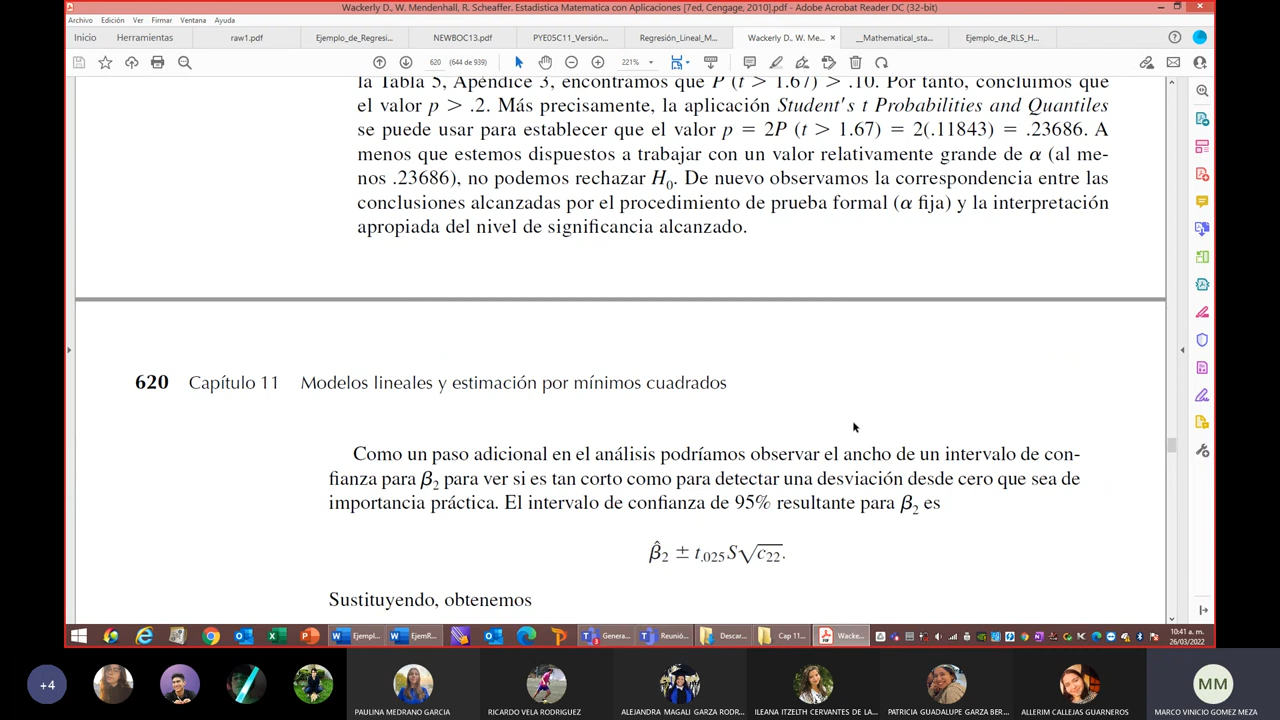 Wackerly D., W. Mendenhall, R. Scheaffer. Estadistica Matematica con Aplicaciones [7ed, Cengage, 2010].pdf - Adobe Acrobat Reader DC (32-bit)
Archivo Edición Ver Firmar Ventana Ayuda
Inicio Herramientas raw1.pdf Ejemplo_de_Regresi... NEWBOC13.pdf PYE05C11_Versión... Regresión_Lineal_M... Wackerly D., W. Me... × __Mathematical_sta... Ejemplo_de_RLS_H...
620 (644 de 939) 221%
la Tabla 5, Apéndice 3, encontramos que P (t > 1.67) > .10. Por tanto, concluimos que
el valor p > .2. Más precisamente, la aplicación Student's t Probabilities and Quantiles
se puede usar para establecer que el valor p = 2P (t > 1.67) = 2(.11843) = .23686. A
menos que estemos dispuestos a trabajar con un valor relativamente grande de α (al me-
nos .23686), no podemos rechazar H₀. De nuevo observamos la correspondencia entre las
conclusiones alcanzadas por el procedimiento de prueba formal (α fija) y la interpretación
apropiada del nivel de significancia alcanzado.
620 Capítulo 11 Modelos lineales y estimación por mínimos cuadrados
Como un paso adicional en el análisis podríamos observar el ancho de un intervalo de con-
fianza para β₂ para ver si es tan corto como para detectar una desviación desde cero que sea de
importancia práctica. El intervalo de confianza de 95% resultante para β₂ es
β̂₂ ± t.₀₂₅S√c₂₂.
Sustituyendo, obtenemos
Ejempl... EjemR... Genera... Reunió... Descar... Cap 11... Wacke... 10:41 a. m.
26/03/2022
+4 MM
PAULINA MEDRANO GARCIA RICARDO VELA RODRIGUEZ ALEJANDRA MAGALI GARZA RODR... ILEANA ITZELTH CERVANTES DE LA... PATRICIA GUADALUPE GARZA BER... ALLERIM CALLEJAS GUARNEROS MARCO VINICIO GOMEZ MEZA